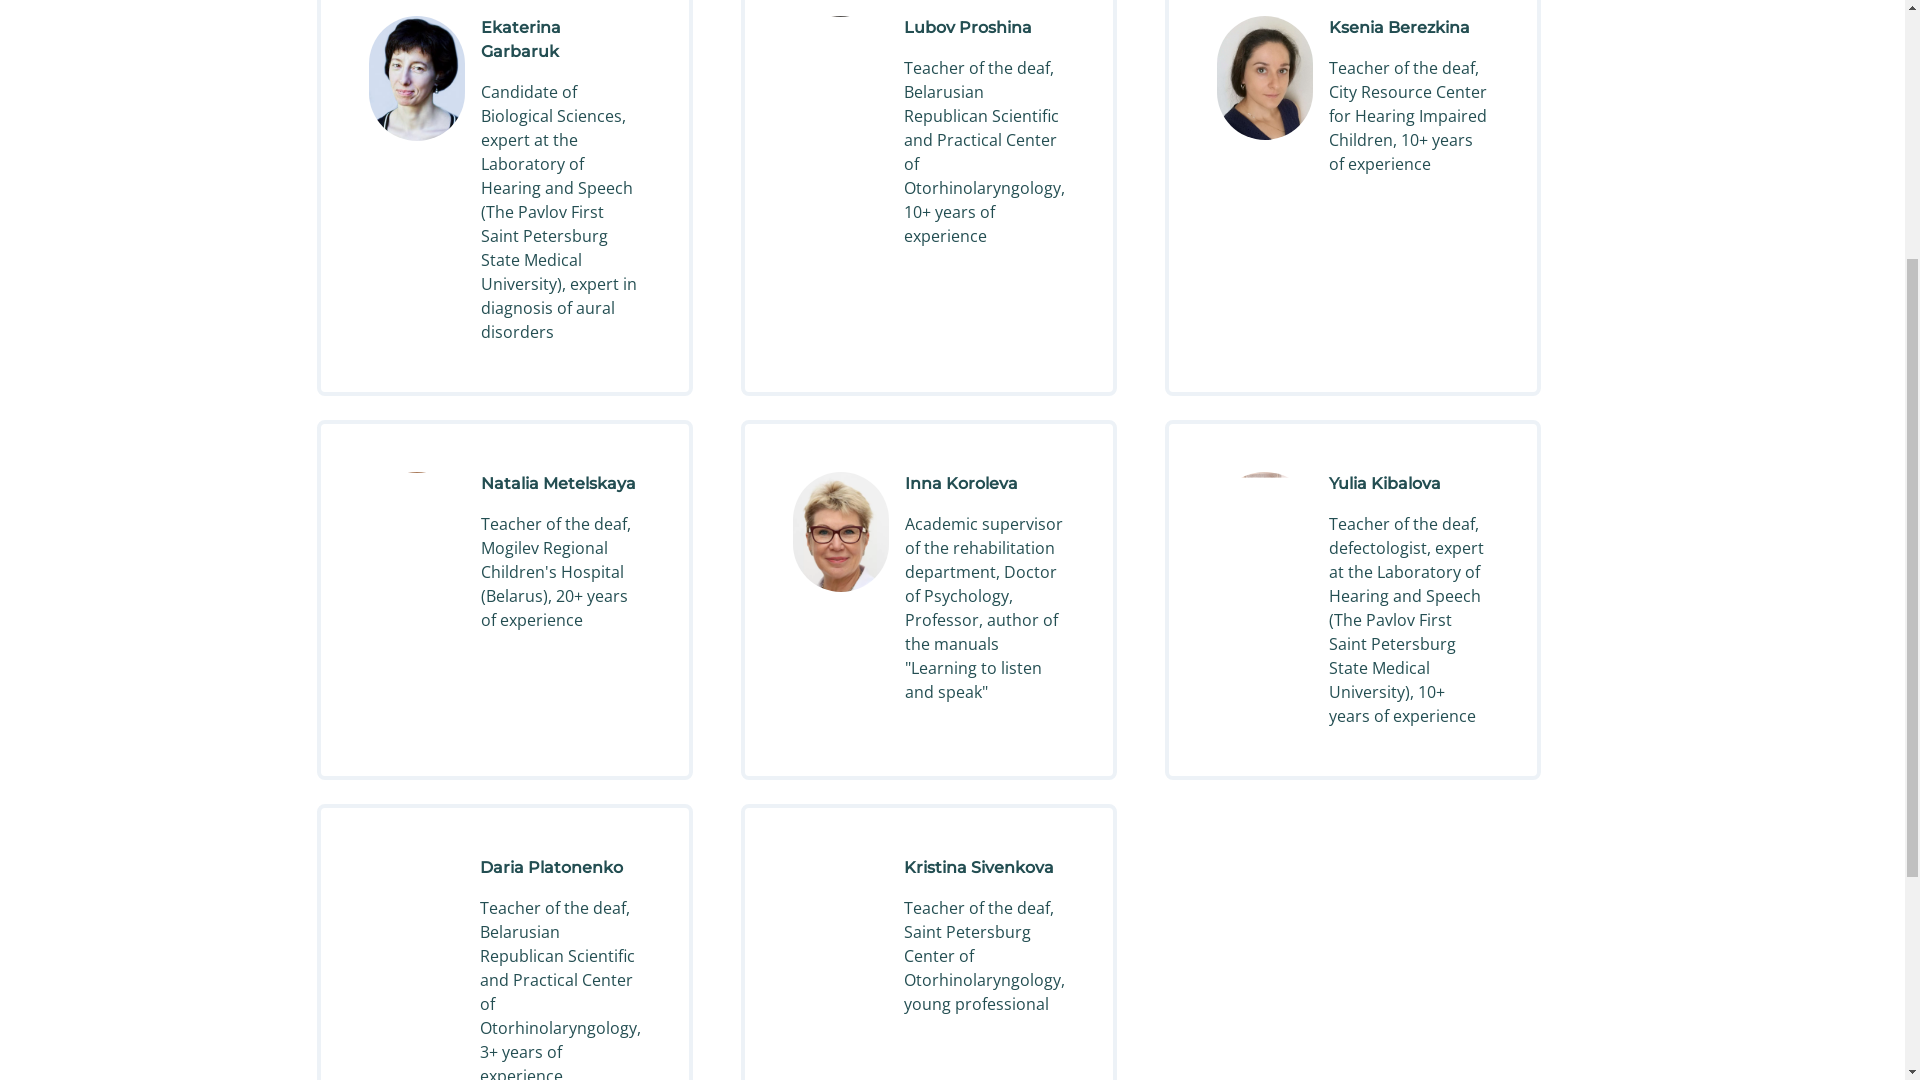 Ekaterina
Garbaruk
Candidate of
Biological Sciences,
expert at the
Laboratory of
Hearing and Speech
(The Pavlov First
Saint Petersburg
State Medical
University), expert in
diagnosis of aural
disorders
Lubov Proshina
Teacher of the deaf,
Belarusian
Republican Scientific
and Practical Center
of
Otorhinolaryngology,
10+ years of
experience
Ksenia Berezkina
Teacher of the deaf,
City Resource Center
for Hearing Impaired
Children, 10+ years
of experience
Natalia Metelskaya
Teacher of the deaf,
Mogilev Regional
Children's Hospital
(Belarus), 20+ years
of experience
Inna Koroleva
Academic supervisor
of the rehabilitation
department, Doctor
of Psychology,
Professor, author of
the manuals
"Learning to listen
and speak"
Yulia Kibalova
Teacher of the deaf,
defectologist, expert
at the Laboratory of
Hearing and Speech
(The Pavlov First
Saint Petersburg
State Medical
University), 10+
years of experience
Daria Platonenko
Teacher of the deaf,
Belarusian
Republican Scientific
and Practical Center
of
Otorhinolaryngology,
3+ years of
experience
Kristina Sivenkova
Teacher of the deaf,
Saint Petersburg
Center of
Otorhinolaryngology,
young professional